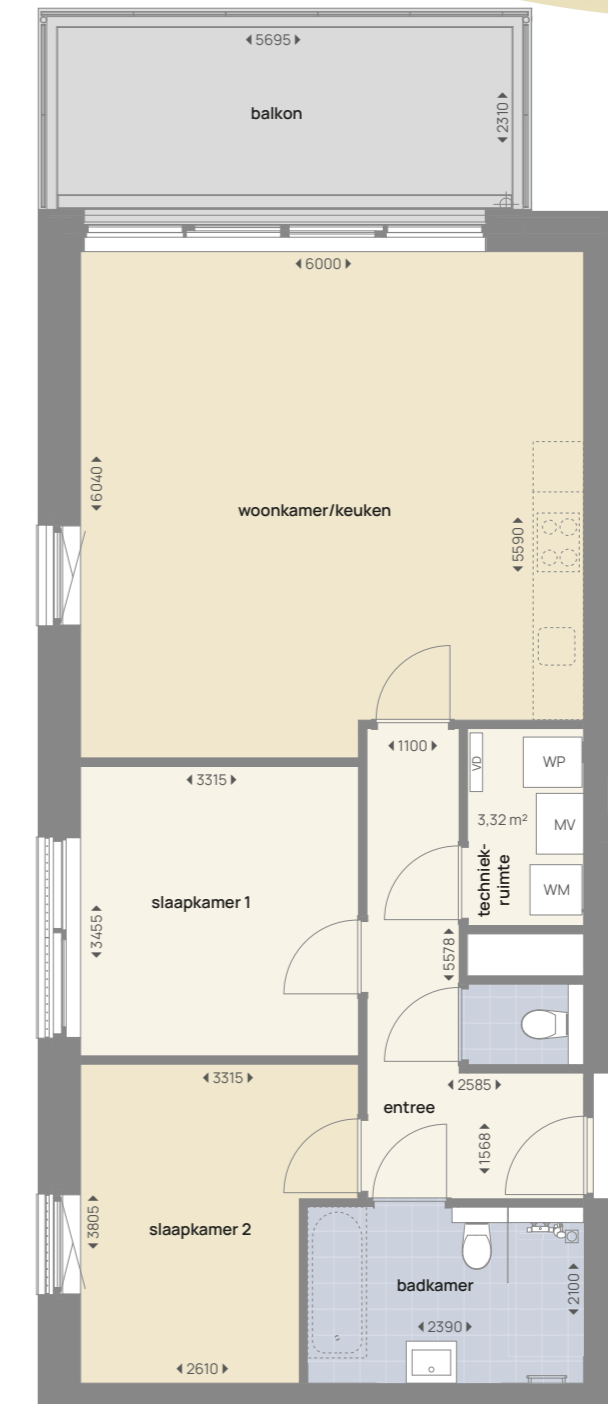 5695
balkon
2310
6000
6040
woonkamer/keuken
5590
1100
VD
WP
3315
3,32 m²
MV
techniek-
ruimte
WM
slaapkamer 1
3455
5578
3315
2585
entree
1568
3805
slaapkamer 2
badkamer
2100
2390
2610